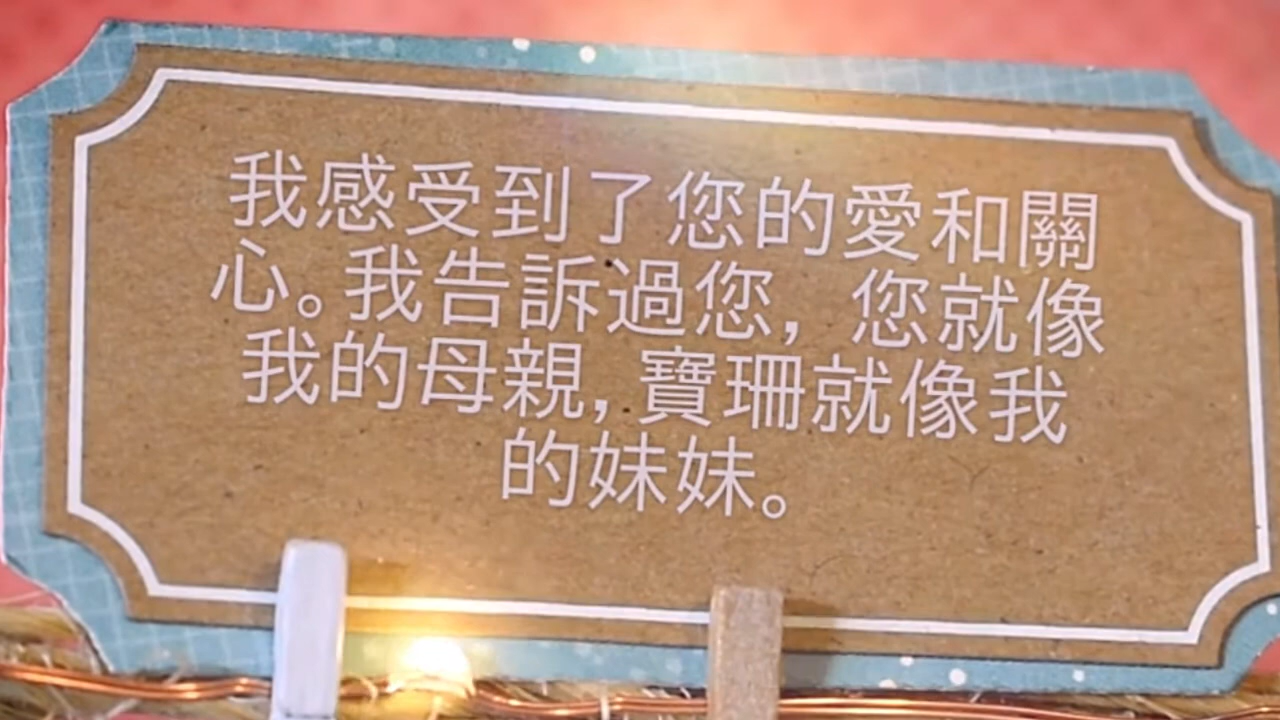 我感受到了您的愛和關
心。我告訴過您，您就像
我的母親，寶珊就像我
的妹妹。